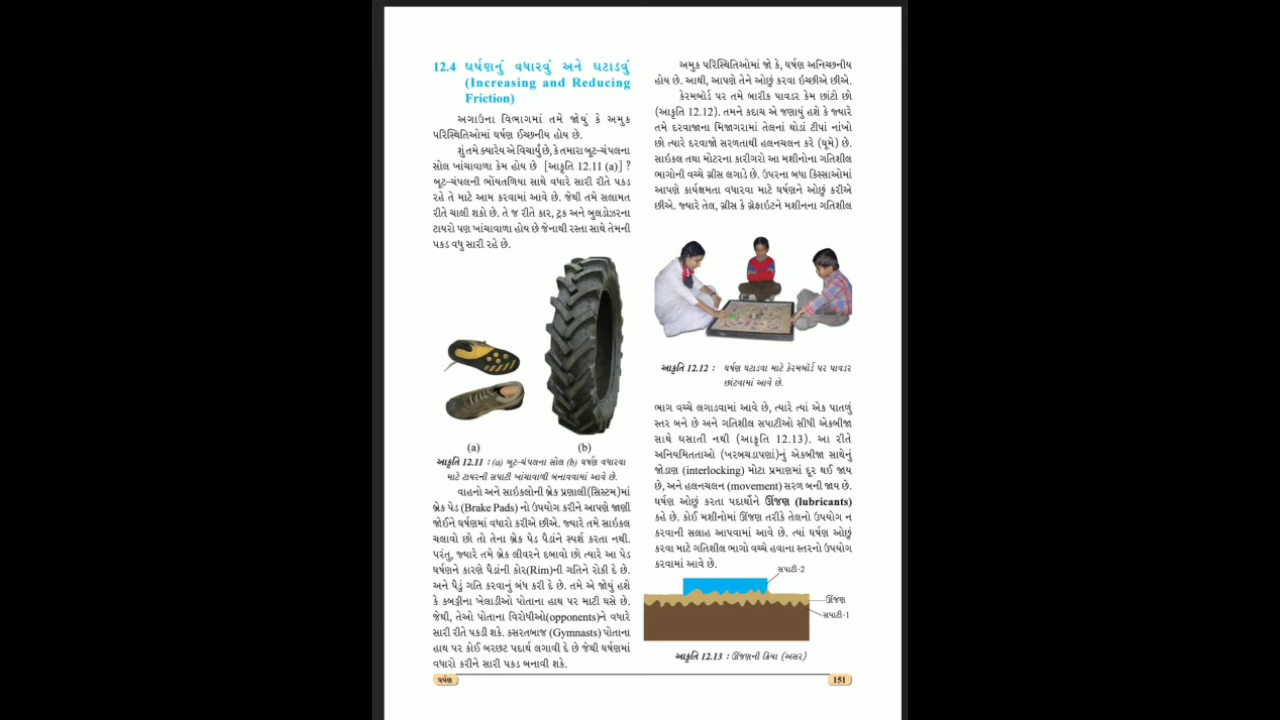 12.4 ઘર્ષણનું વધારવું અને ઘટાડવું
(Increasing and Reducing
Friction)
અગાઉના વિભાગમાં તમે જોયું કે અમુક
પરિસ્થિતિઓમાં ઘર્ષણ ઈચ્છનીય હોય છે.
શું તમે ક્યારેય એ વિચાર્યું છે, કે તમારા બૂટ-ચંપલના
સોલ ખાંચાવાળા કેમ હોય છે [આકૃતિ 12.11 (a)] ?
બૂટ-ચંપલની ભોંયતળિયા સાથે વધારે સારી રીતે પકડ
રહે તે માટે આમ કરવામાં આવે છે. જેથી તમે સલામત
રીતે ચાલી શકો છે. તે જ રીતે કાર, ટ્રક અને બુલડોઝરના
ટાયરો પણ ખાંચાવાળા હોય છે જેનાથી રસ્તા સાથે તેમની
પકડ વધુ સારી રહે છે.
(a) (b)
આકૃતિ 12.11 : (a) બૂટ-ચંપલના સોલ (b) ઘર્ષણ વધારવા
માટે ટાયરની સપાટી ખાંચાવાળી બનાવવામાં આવે છે.
વાહનો અને સાઇકલોની બ્રેક પ્રણાલી(સિસ્ટમ)માં
બ્રેક પેડ (Brake Pads) નો ઉપયોગ કરીને આપણે જાણી
જોઈને ઘર્ષણમાં વધારો કરીએ છીએ. જ્યારે તમે સાઇકલ
ચલાવો છો તો તેના બ્રેક પેડ પૈડાંને સ્પર્શ કરતા નથી.
પરંતુ, જ્યારે તમે બ્રેક લીવરને દબાવો છો ત્યારે આ પેડ
ઘર્ષણને કારણે પૈડાંની કોર(Rim)ની ગતિને રોકી દે છે.
અને પૈડું ગતિ કરવાનું બંધ કરી દે છે. તમે એ જોયું હશે
કે કબડ્ડીના ખેલાડીઓ પોતાના હાથ પર માટી ઘસે છે.
જેથી, તેઓ પોતાના વિરોધીઓ(opponents)ને વધારે
સારી રીતે પકડી શકે. કસરતબાજ (Gymnasts) પોતાના
હાથ પર કોઈ બરછટ પદાર્થ લગાવી દે છે જેથી ઘર્ષણમાં
વધારો કરીને સારી પકડ બનાવી શકે.
અમુક પરિસ્થિતિઓમાં જો કે, ઘર્ષણ અનિચ્છનીય
હોય છે. આથી, આપણે તેને ઓછું કરવા ઇચ્છીએ છીએ.
કેરમબોર્ડ પર તમે બારીક પાવડર કેમ છાંટો છો
(આકૃતિ 12.12). તમને કદાચ એ જણાયું હશે કે જ્યારે
તમે દરવાજાના મિજાગરામાં તેલનાં થોડાં ટીપાં નાંખો
છો ત્યારે દરવાજો સરળતાથી હલનચલન કરે (ઘૂમે) છે.
સાઇકલ તથા મોટરના કારીગરો આ મશીનોના ગતિશીલ
ભાગોની વચ્ચે ગ્રીસ લગાડે છે. ઉપરના બધા કિસ્સાઓમાં
આપણે કાર્યક્ષમતા વધારવા માટે ઘર્ષણને ઓછું કરીએ
છીએ. જ્યારે તેલ, ગ્રીસ કે ગ્રેફાઇટને મશીનના ગતિશીલ
આકૃતિ 12.12 : ઘર્ષણ ઘટાડવા માટે કેરમબૉર્ડ પર પાવડર
છાંટવામાં આવે છે.
ભાગ વચ્ચે લગાડવામાં આવે છે, ત્યારે ત્યાં એક પાતળું
સ્તર બને છે અને ગતિશીલ સપાટીઓ સીધી એકબીજા
સાથે ઘસાતી નથી (આકૃતિ 12.13). આ રીતે
અનિયમિતતાઓ (ખરબચડાપણાં)નું એકબીજા સાથેનું
જોડાણ (interlocking) મોટા પ્રમાણમાં દૂર થઈ જાય
છે, અને હલનચલન (movement) સરળ બની જાય છે.
ઘર્ષણ ઓછું કરતા પદાર્થોને ઊંજણ (lubricants)
કહે છે. કોઈ મશીનોમાં ઊંજણ તરીકે તેલનો ઉપયોગ ન
કરવાની સલાહ આપવામાં આવે છે. ત્યાં ઘર્ષણ ઓછું
કરવા માટે ગતિશીલ ભાગો વચ્ચે હવાના સ્તરનો ઉપયોગ
કરવામાં આવે છે.
સપાટી-2
ઊંજણ
સપાટી-1
આકૃતિ 12.13 : ઊંજણની ક્રિયા (અસર)
ઘર્ષણ 151